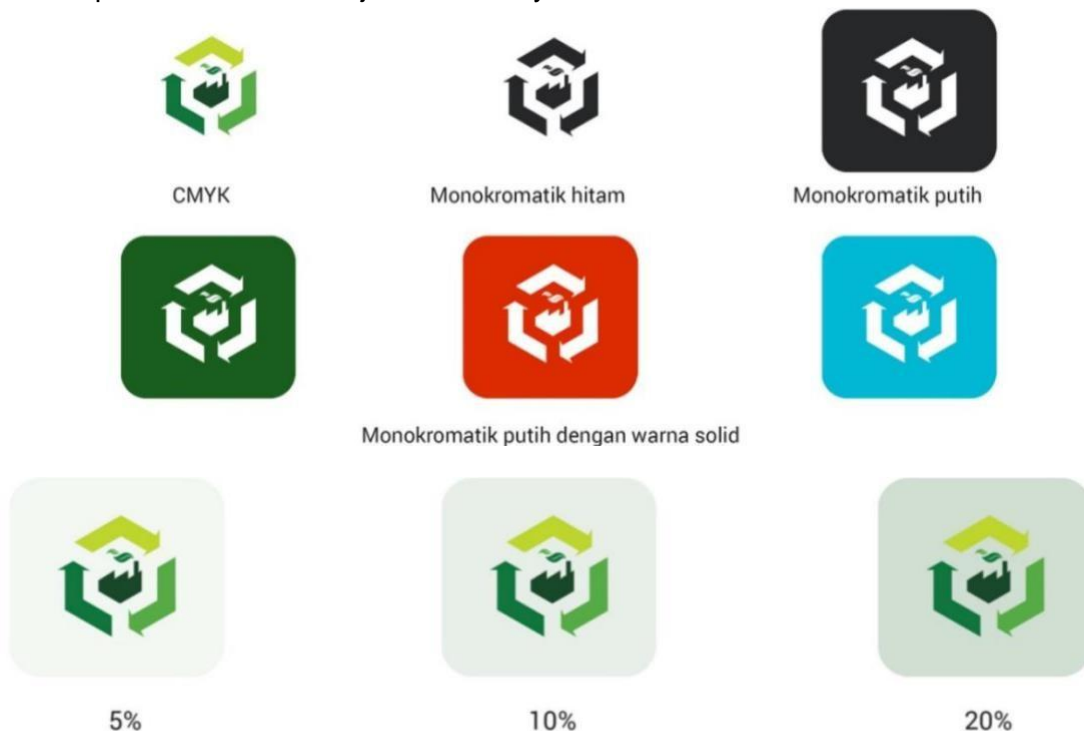 CMYK
Monokromatik hitam
Monokromatik putih
Monokromatik putih dengan warna solid
5%
10%
20%